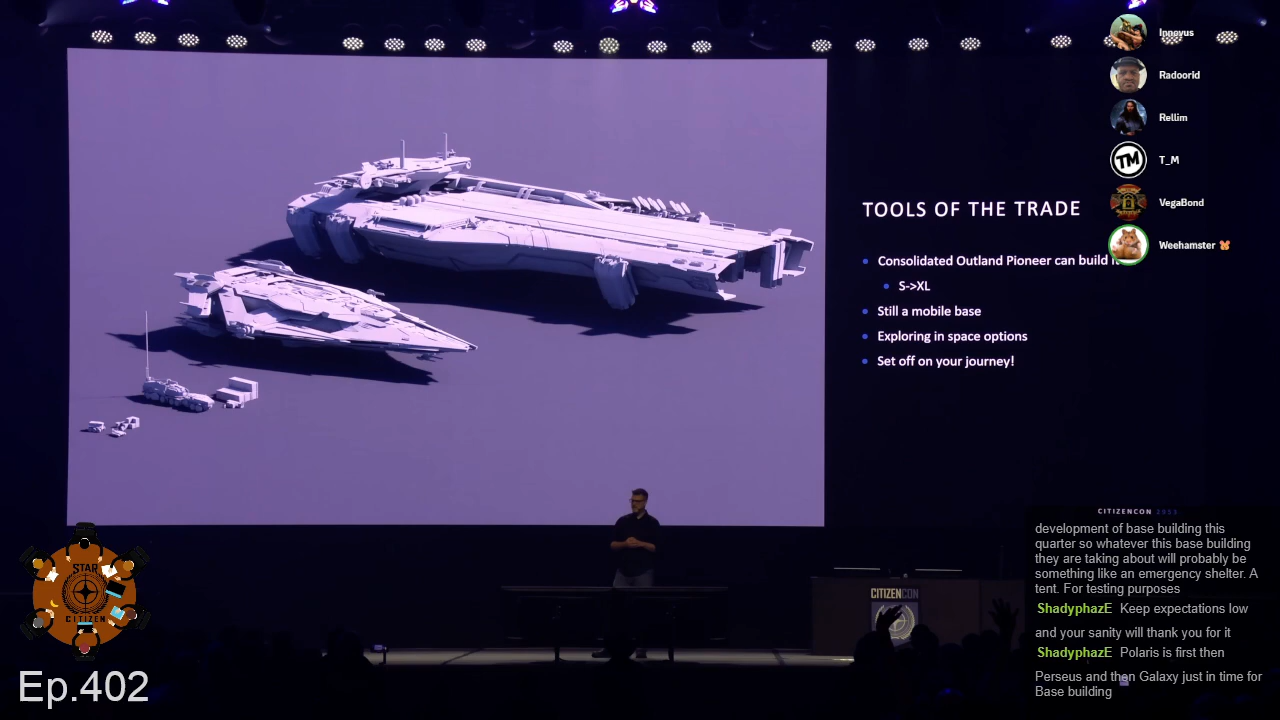 Innovus
Radoorid
Rellim
TM
T_M
VegaBond
Weehamster
TOOLS OF THE TRADE
Consolidated Outland Pioneer can build it
S->XL
Still a mobile base
Exploring in space options
Set off on your journey!
CITIZENCON 2953
development of base building this
quarter so whatever this base building
they are taking about will probably be
something like an emergency shelter. A
tent. For testing purposes
ShadyphazE Keep expectations low
and your sanity will thank you for it
ShadyphazE Polaris is first then
Perseus and then Galaxy just in time for
Base building
CITIZENCON
STAR
CITIZEN
Ep.402